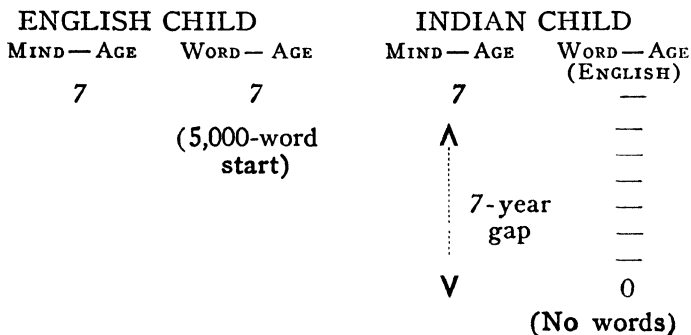 ENGLISH CHILD
MIND—AGE WORD—AGE
7 7
(5,000-word
start)
INDIAN CHILD
MIND—AGE WORD—AGE
(ENGLISH)
7 —
—
—
—
7-year —
gap —
—
0
(No words)